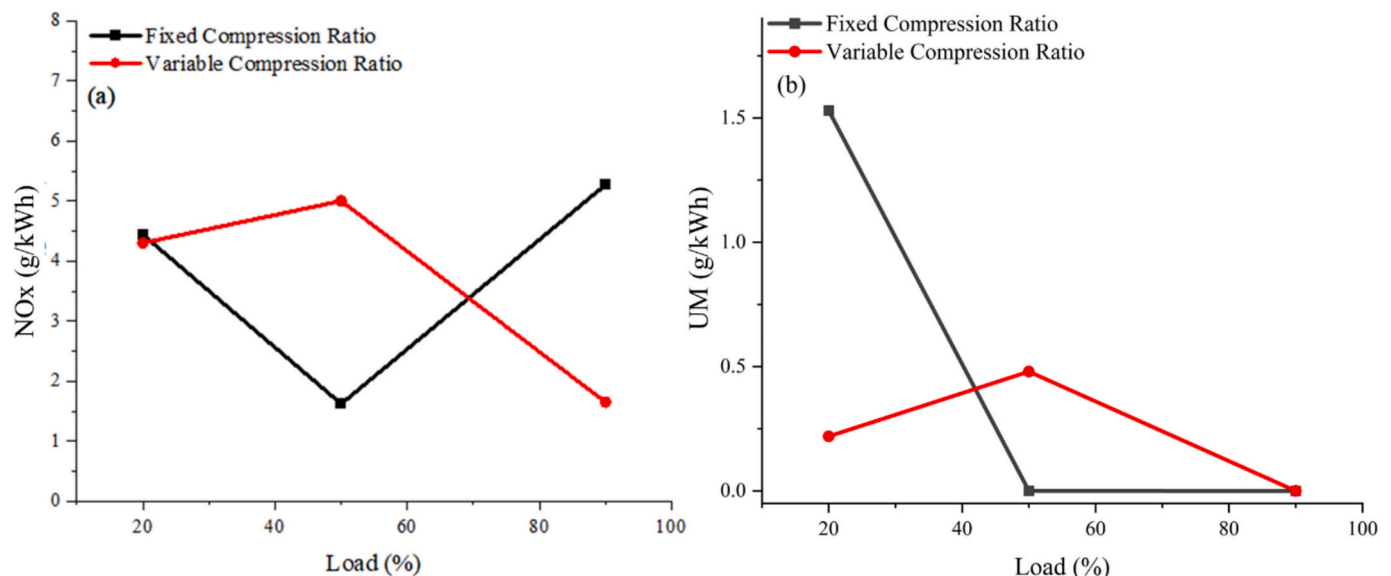 Fixed Compression Ratio
Variable Compression Ratio
(a)
8
7
6
5
4
3
2
1
0
NOx (g/kWh)
20
40
60
80
100
Load (%)
Fixed Compression Ratio
Variable Compression Ratio
(b)
1.5
1.0
0.5
0.0
UM (g/kWh)
20
40
60
80
100
Load (%)